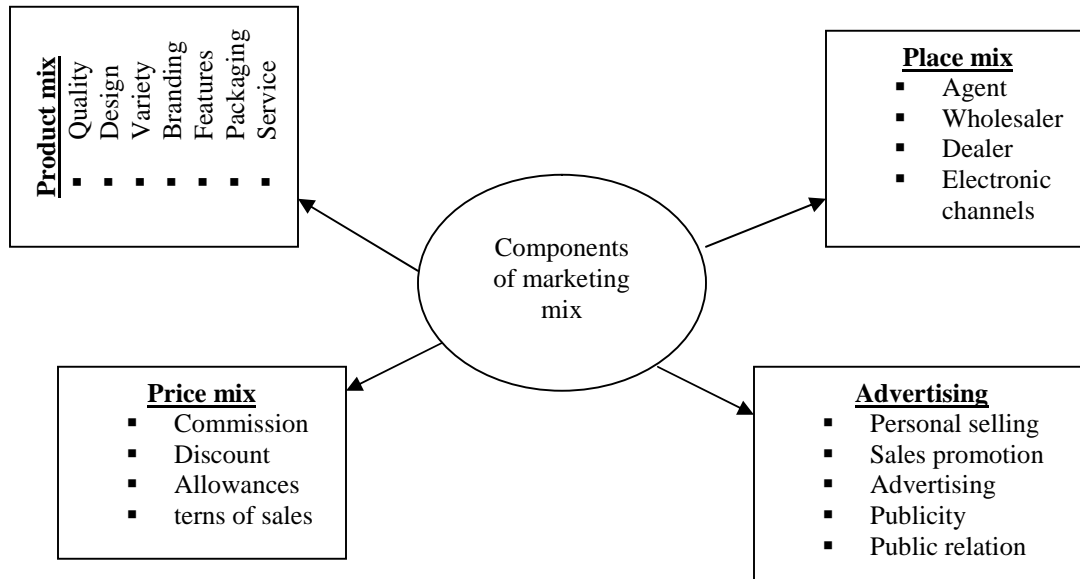 Product mix
▪ Quality
▪ Design
▪ Variety
▪ Branding
▪ Features
▪ Packaging
▪ Service
Place mix
▪ Agent
▪ Wholesaler
▪ Dealer
▪ Electronic
channels
Components
of marketing
mix
Price mix
▪ Commission
▪ Discount
▪ Allowances
▪ terns of sales
Advertising
▪ Personal selling
▪ Sales promotion
▪ Advertising
▪ Publicity
▪ Public relation